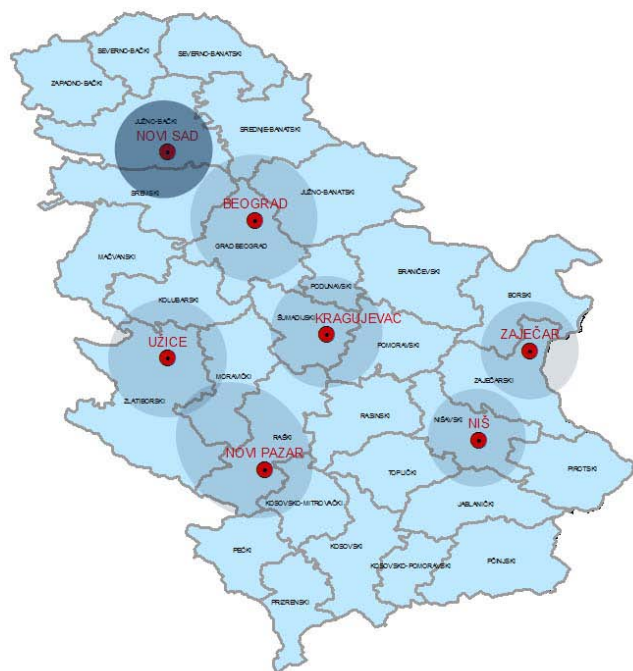 SEVERNO-BAČKI
SEVERNO-BANATSKI
ZAPADNO-BAČKI
JUŽNO-BAČKI
NOVI SAD
SREDNJE-BANATSKI
SREMSKI
JUŽNO-BANATSKI
BEOGRAD
GRAD BEOGRAD
MAČVANSKI
BRANIČEVSKI
PODUNAVSKI
KOLUBARSKI
BORSKI
ŠUMADIJSKI
KRAGUJEVAC
ZAJEČAR
UŽICE
POMORAVSKI
MORAVIČKI
ZAJEČARSKI
ZLATIBORSKI
RASINSKI
NIŠAVSKI
NIŠ
RAŠKI
NOVI PAZAR
TOPLIČKI
PIROTSKI
KOSOVSKO-MITROVAČKI
JABLANIČKI
KOSOVSKI
PEĆKI
KOSOVSKO-POMORAVSKI
PČINJSKI
PRIZRENSKI